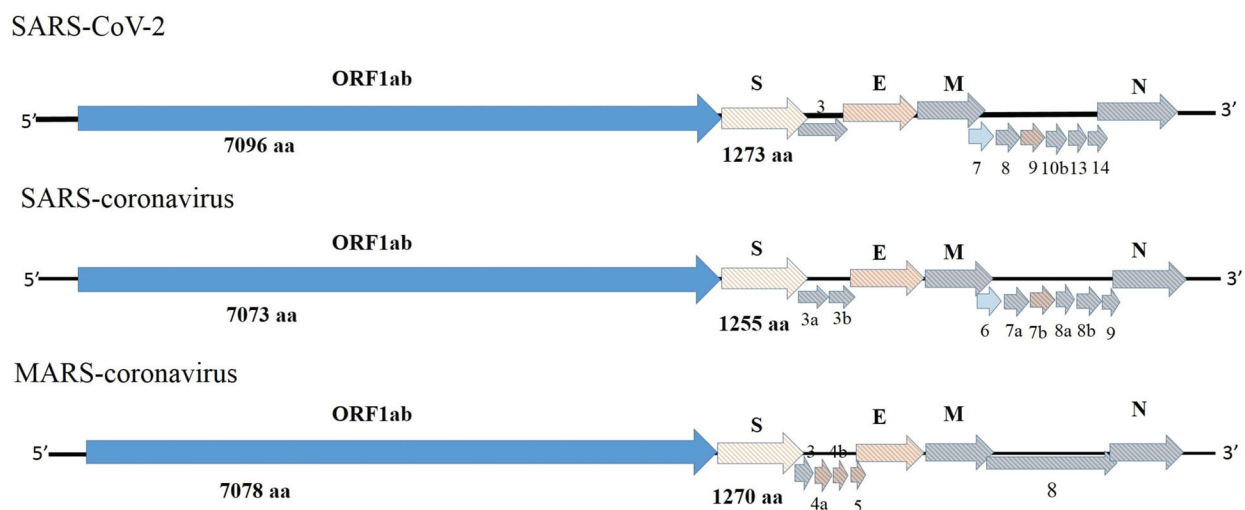 SARS-CoV-2
ORF1ab S E M N
5′ 3 3′
7096 aa 1273 aa 7 8 9 10b 13 14
SARS-coronavirus
ORF1ab S E M N
5′ 3′
7073 aa 1255 aa 3a 3b 6 7a 7b 8a 8b 9
MARS-coronavirus
ORF1ab S E M N
5′ 3 4b 3′
7078 aa 1270 aa 4a 5 8